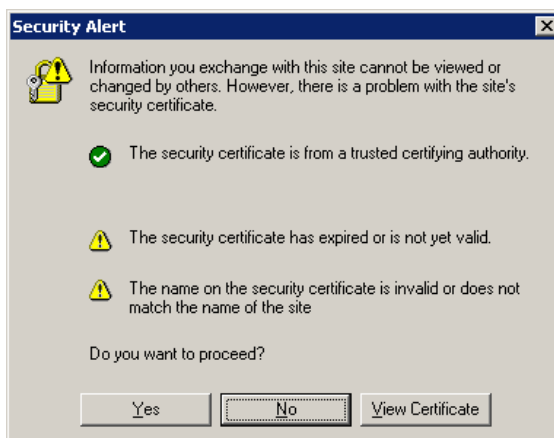 Security Alert
Information you exchange with this site cannot be viewed or
changed by others. However, there is a problem with the site's
security certificate.
The security certificate is from a trusted certifying authority.
The security certificate has expired or is not yet valid.
The name on the security certificate is invalid or does not
match the name of the site
Do you want to proceed?
Yes
No
View Certificate